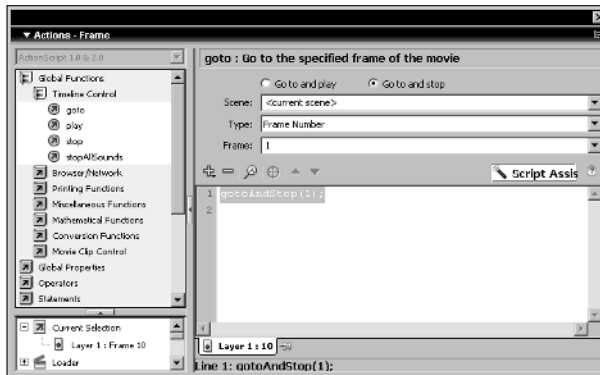 Actions - Frame
ActionScript 1.0 & 2.0
Global Functions
Timeline Control
goto
play
stop
stopAllSounds
Browser/Network
Printing Functions
Miscellaneous Functions
Mathematical Functions
Conversion Functions
Movie Clip Control
Global Properties
Operators
Statements
Current Selection
Layer 1 : Frame 10
Loader
goto : Go to the specified frame of the movie
Go to and play Go to and stop
Scene: <current scene>
Type: Frame Number
Frame: 1
Script Assis
1 gotoAndStop(1);
2
Layer 1 : 10
Line 1: gotoAndStop(1);